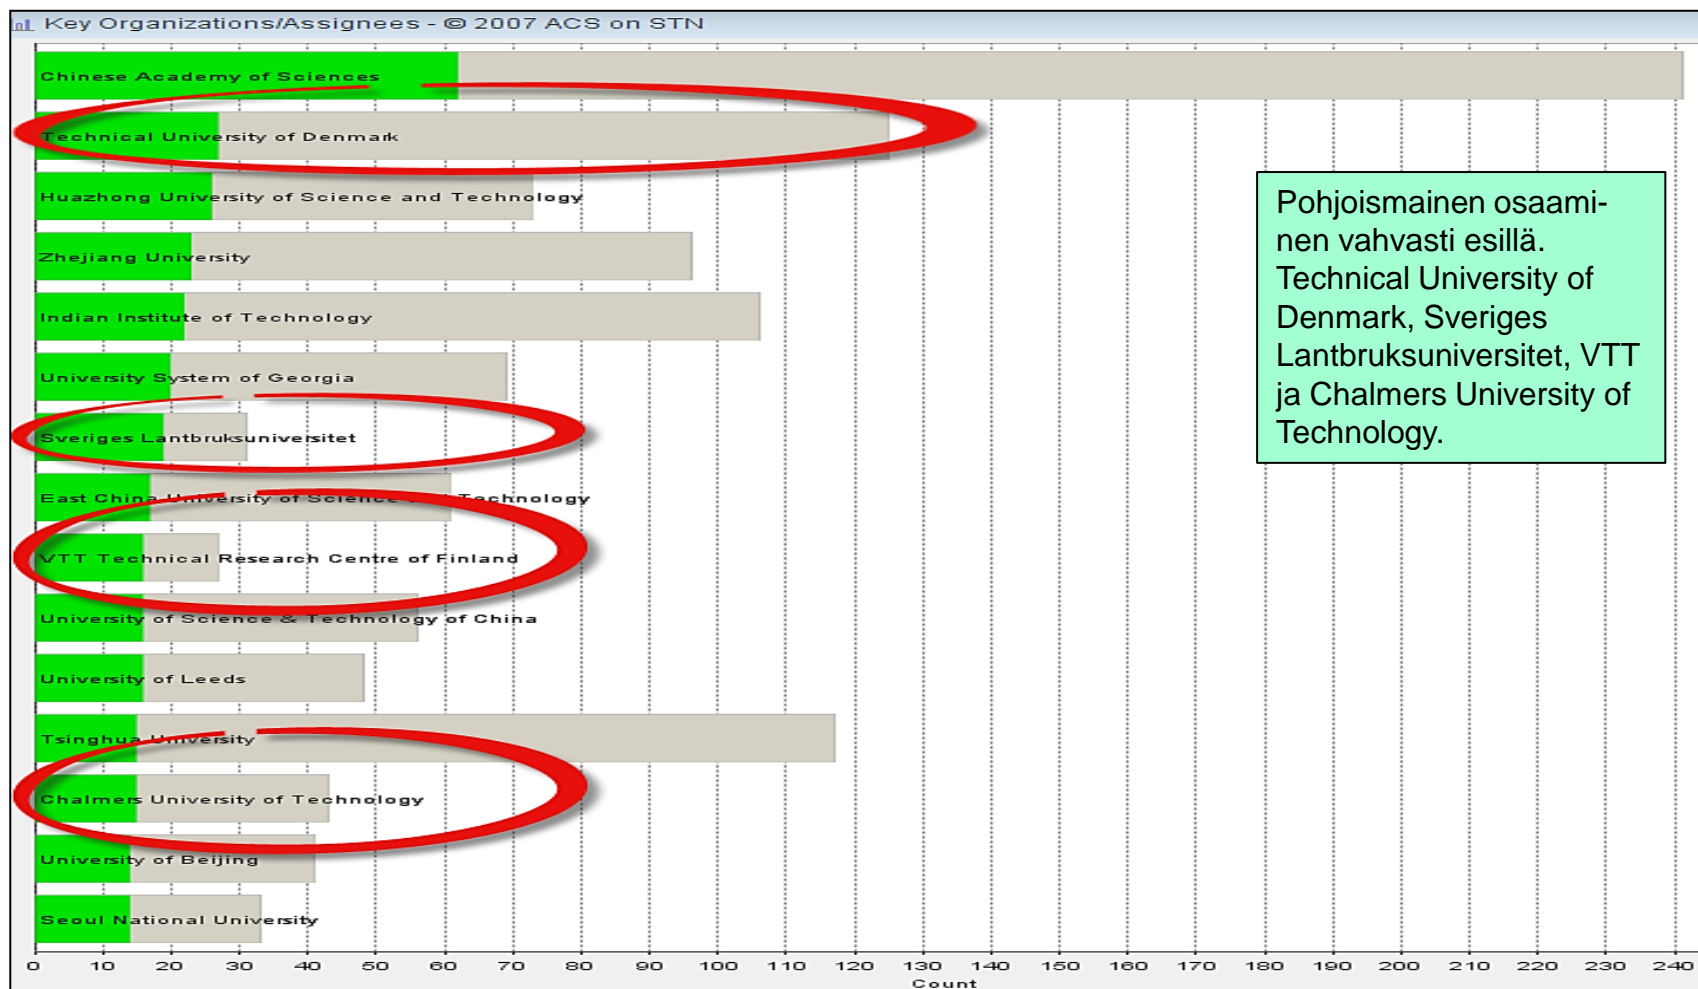 Key Organizations/Assignees - © 2007 ACS on STN
Chinese Academy of Sciences
Technical University of Denmark
Huazhong University of Science and Technology
Zhejiang University
Indian Institute of Technology
University System of Georgia
Sveriges Lantbruksuniversitet
East China University of Science and Technology
VTT Technical Research Centre of Finland
University of Science & Technology of China
University of Leeds
Tsinghua University
Chalmers University of Technology
University of Beijing
Seoul National University
0 10 20 30 40 50 60 70 80 90 100 110 120 130 140 150 160 170 180 190 200 210 220 230 240
Count
Pohjoismainen osaami-
nen vahvasti esillä.
Technical University of
Denmark, Sveriges
Lantbruksuniversitet, VTT
ja Chalmers University of
Technology.